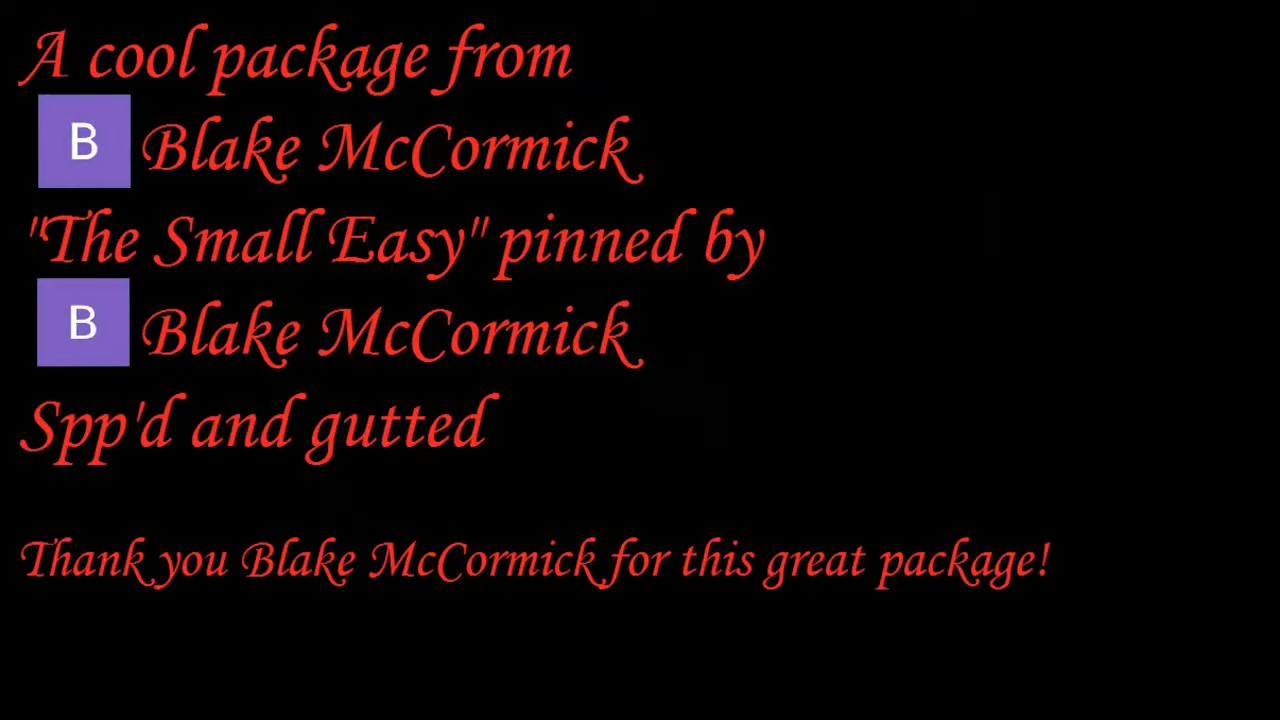 A cool package from
B Blake McCormick
"The Small Easy" pinned by
B Blake McCormick
Spp'd and gutted
Thank you Blake McCormick for this great package!